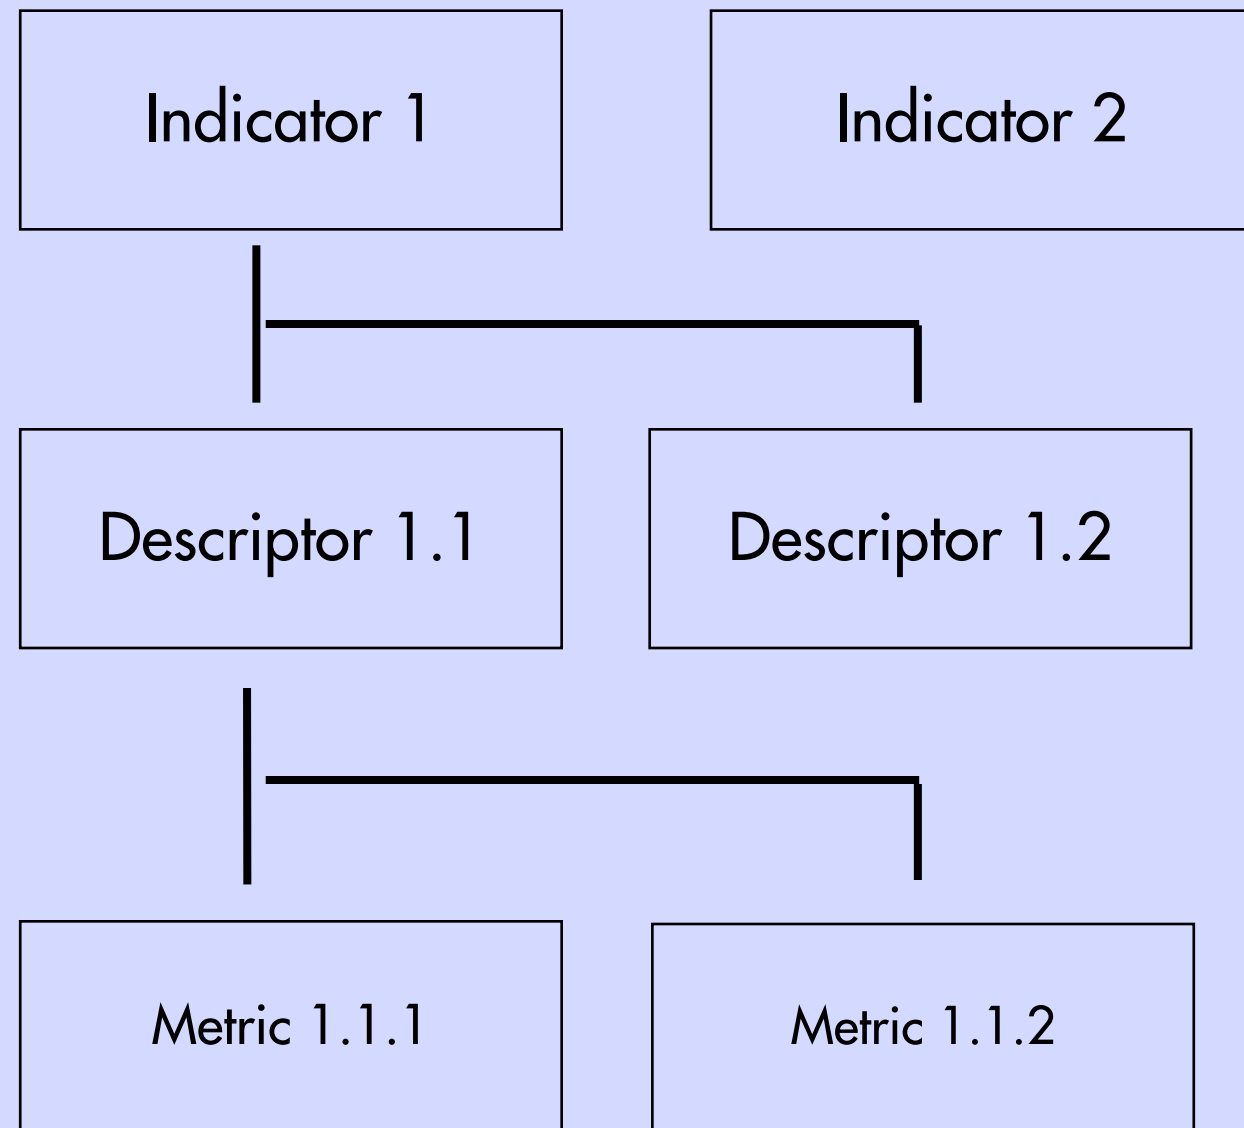 Indicator 1
Indicator 2
Descriptor 1.1
Descriptor 1.2
Metric 1.1.1
Metric 1.1.2